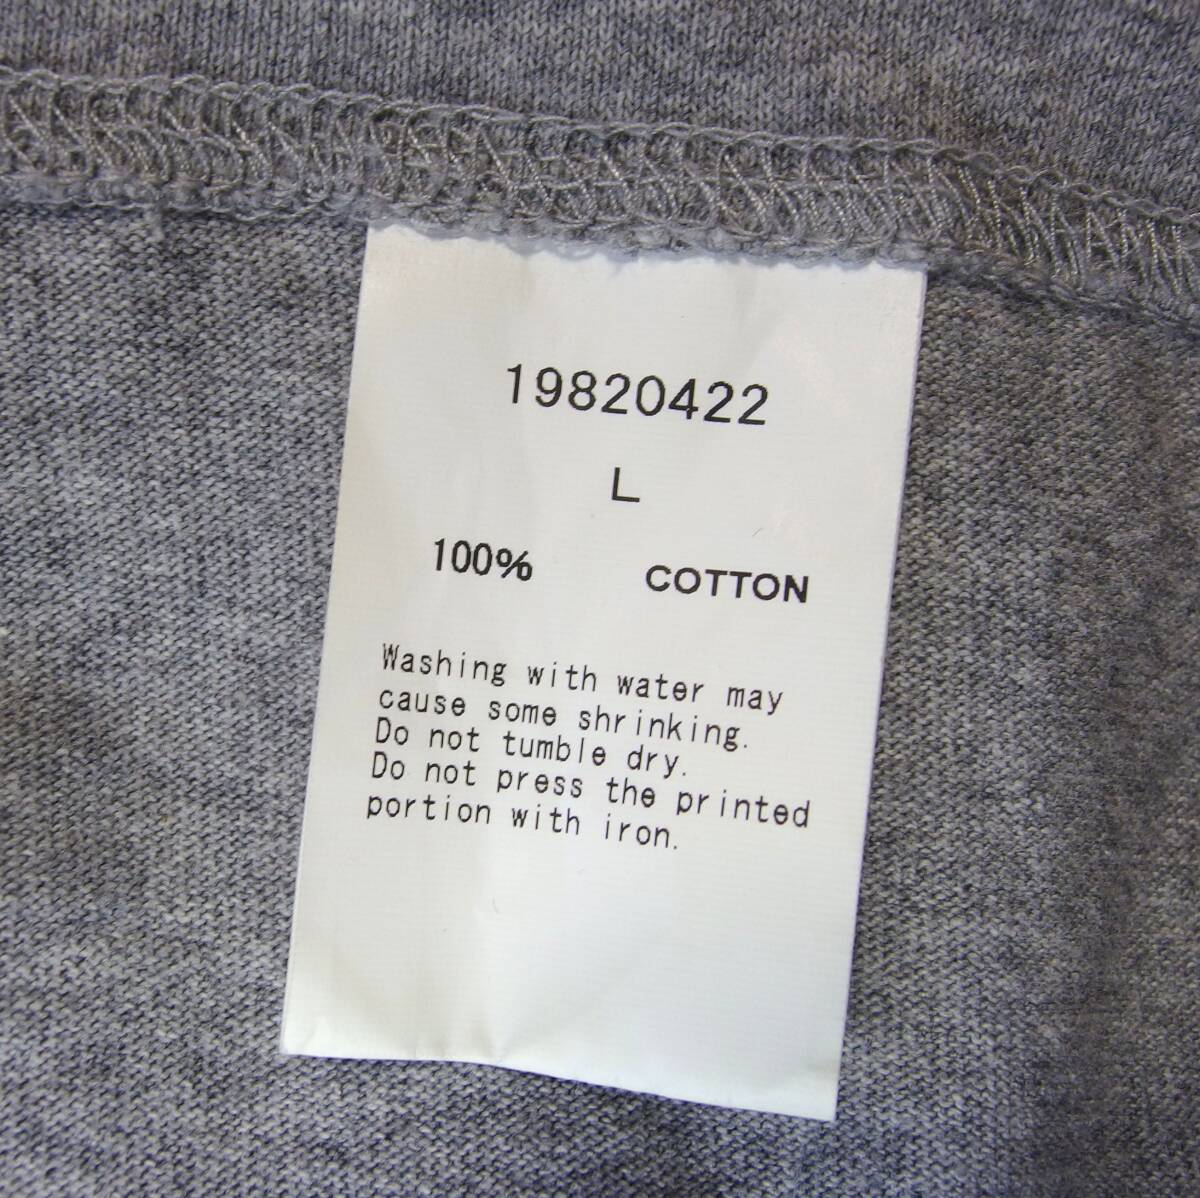 19820422
L
100% COTTON
Washing with water may
cause some shrinking.
Do not tumble dry.
Do not press the printed
portion with iron.